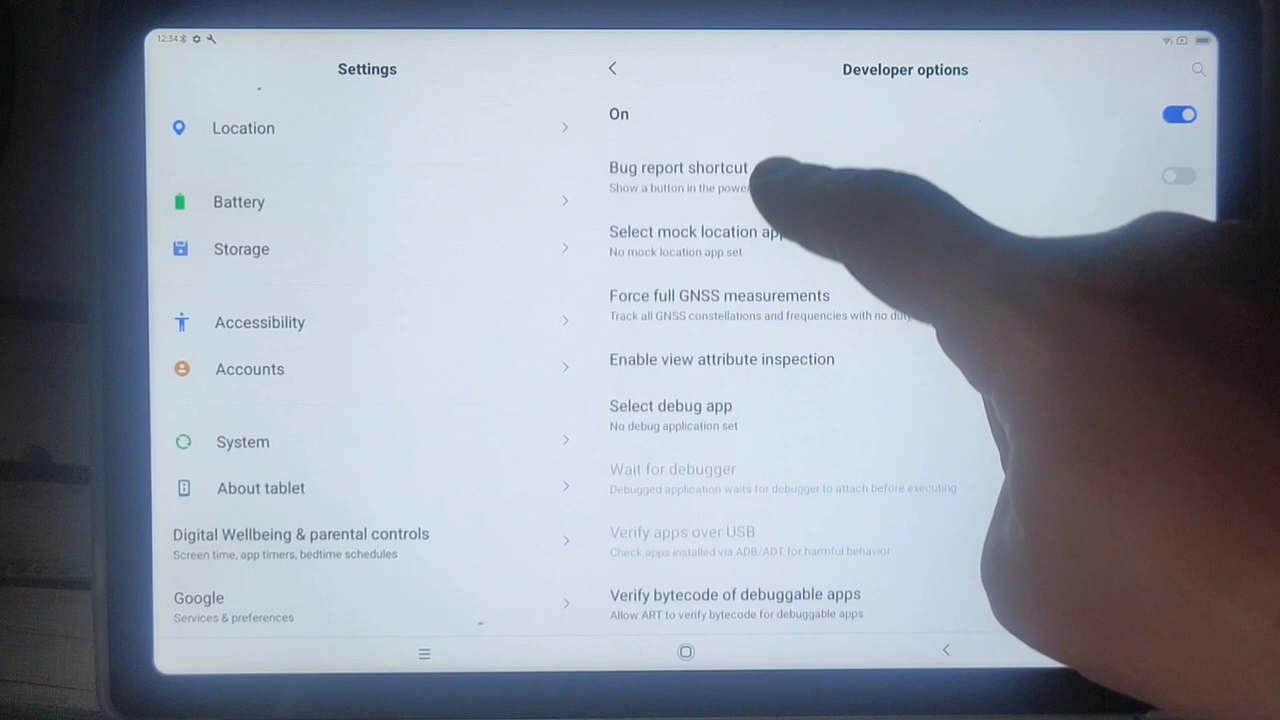 12:54
Settings
Location
Battery
Storage
Accessibility
Accounts
System
About tablet
Digital Wellbeing & parental controls
Screen time, app timers, bedtime schedules
Google
Services & preferences
Developer options
On
Bug report shortcut
Show a button in the power
Select mock location app
No mock location app set
Force full GNSS measurements
Track all GNSS constellations and frequencies with no duty
Enable view attribute inspection
Select debug app
No debug application set
Wait for debugger
Debugged application waits for debugger to attach before executing
Verify apps over USB
Check apps installed via ADB/ADT for harmful behavior
Verify bytecode of debuggable apps
Allow ART to verify bytecode for debuggable apps